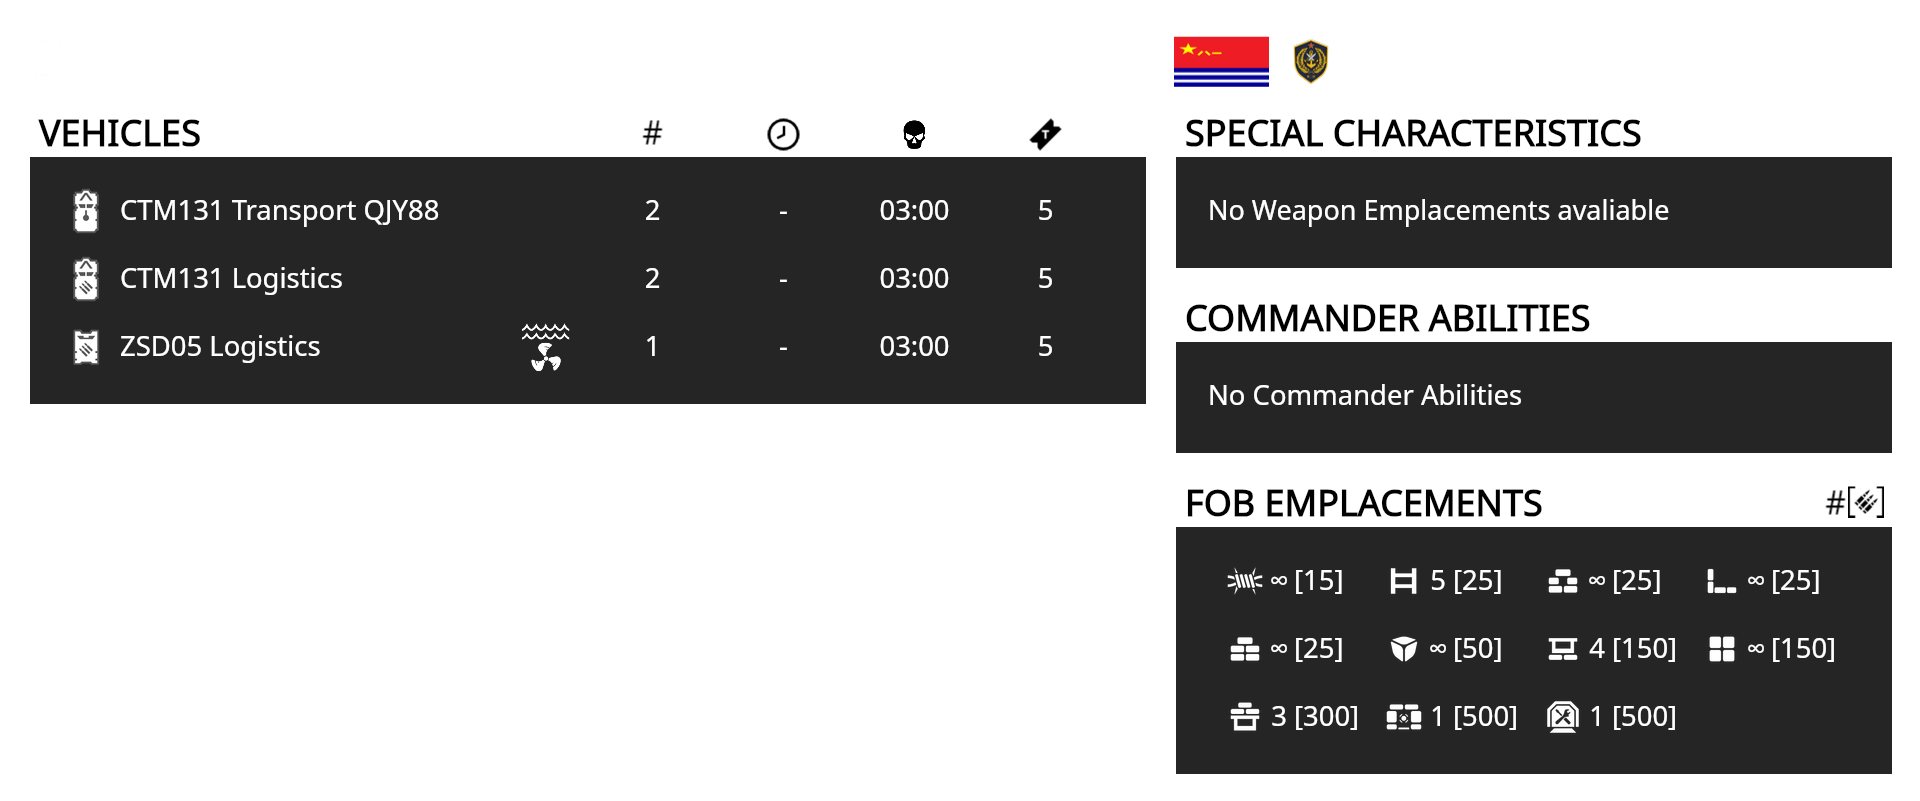 VEHICLES #
CTM131 Transport QJY88 2 - 03:00 5
CTM131 Logistics 2 - 03:00 5
ZSD05 Logistics 1 - 03:00 5
SPECIAL CHARACTERISTICS
No Weapon Emplacements avaliable
COMMANDER ABILITIES
No Commander Abilities
FOB EMPLACEMENTS #[]
∞ [15] 5 [25] ∞ [25] ∞ [25]
∞ [25] ∞ [50] 4 [150] ∞ [150]
3 [300] 1 [500] 1 [500]